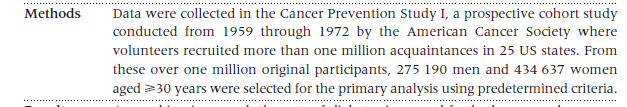 Methods Data were collected in the Cancer Prevention Study I, a prospective cohort study
conducted from 1959 through 1972 by the American Cancer Society where
volunteers recruited more than one million acquaintances in 25 US states. From
these over one million original participants, 275 190 men and 434 637 women
aged ≥30 years were selected for the primary analysis using predetermined criteria.